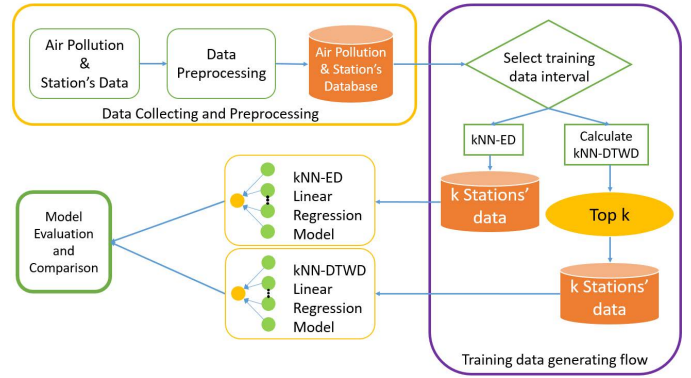 Air Pollution
&
Station's Data
Data
Preprocessing
Air Pollution
& Station's
Database
Data Collecting and Preprocessing
Select training
data interval
kNN-ED
Calculate
kNN-DTWD
k Stations'
data
Top k
k Stations'
data
Training data generating flow
kNN-ED
Linear
Regression
Model
kNN-DTWD
Linear
Regression
Model
Model
Evaluation
and
Comparison